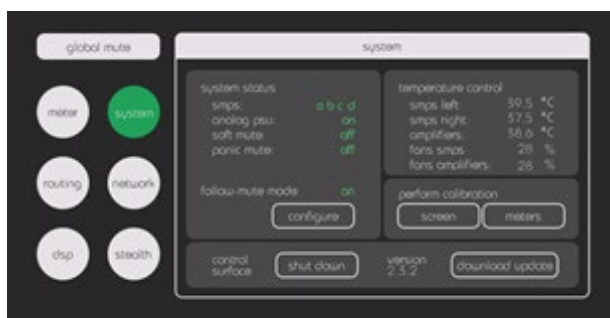 global mute
system
meter
system
routing
network
dsp
stealth
system status
smps: a b c d
analog psu: on
soft mute: off
panic mute: off
follow-mute mode on
configure
temperature control
smps left: 39.5 °C
smps right: 37.5 °C
amplifiers: 38.6 °C
fans smps 28 %
fans amplifiers: 28 %
perform calibration
screen
meters
control
surface
shut down
version
2.3.2
download update